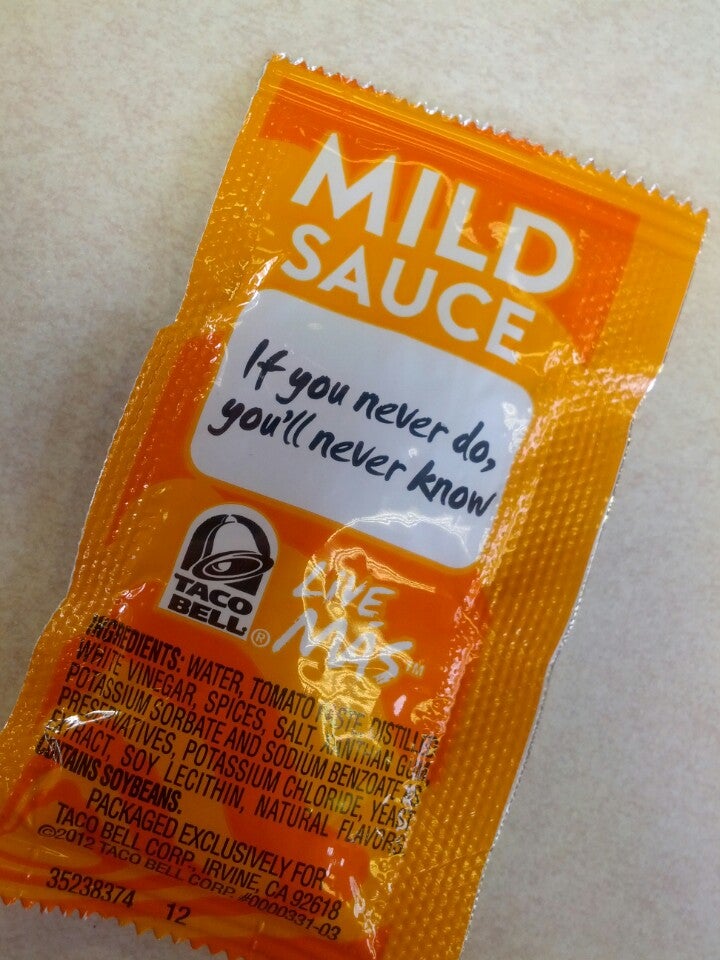 MILD
SAUCE
If you never do,
you'll never know
TACO
BELL®
LIVE
MÁS™
INGREDIENTS: WATER, TOMATO PASTE, DISTILLED
WHITE VINEGAR, SPICES, SALT, XANTHAN GUM,
POTASSIUM SORBATE AND SODIUM BENZOATE AS
PRESERVATIVES, POTASSIUM CHLORIDE, YEAST
EXTRACT, SOY LECITHIN, NATURAL FLAVORS.
CONTAINS SOYBEANS.
PACKAGED EXCLUSIVELY FOR
TACO BELL CORP., IRVINE, CA 92618
©2012 TACO BELL CORP. #0000331-03
35238374 12